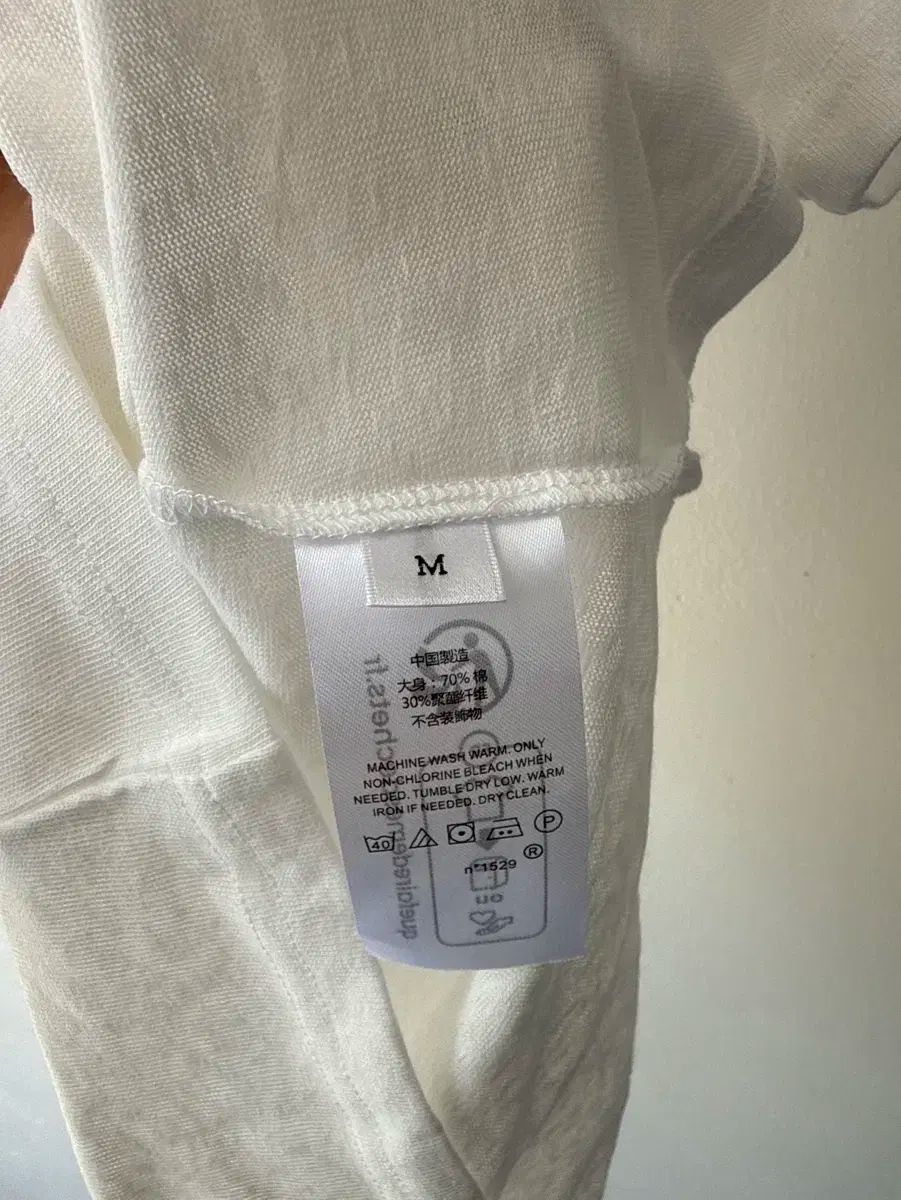 M
中国製造
大身：70% 棉
30%聚酯纤维
不含装飾物
MACHINE WASH WARM. ONLY
NON-CHLORINE BLEACH WHEN
NEEDED. TUMBLE DRY LOW. WARM
IRON IF NEEDED. DRY CLEAN.
40
P
n°1529 ®